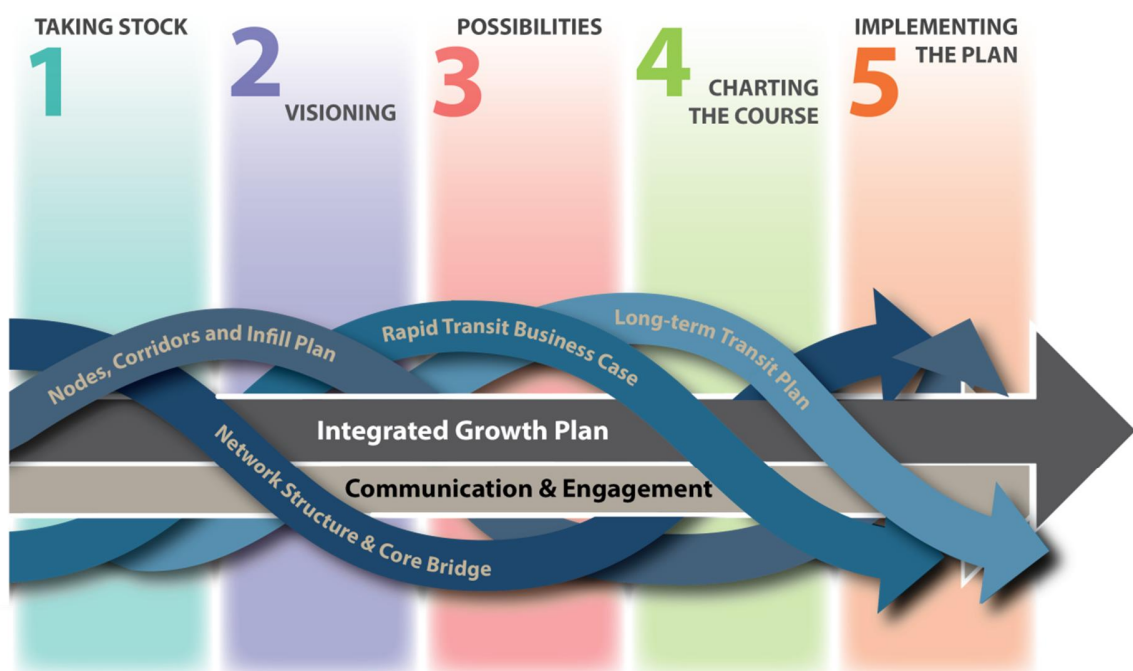 TAKING STOCK
1
2
VISIONING
POSSIBILITIES
3
4
CHARTING
THE COURSE
IMPLEMENTING
THE PLAN
5
Nodes, Corridors and Infill Plan
Rapid Transit Business Case
Long-term Transit Plan
Integrated Growth Plan
Network Structure & Core Bridge
Communication & Engagement